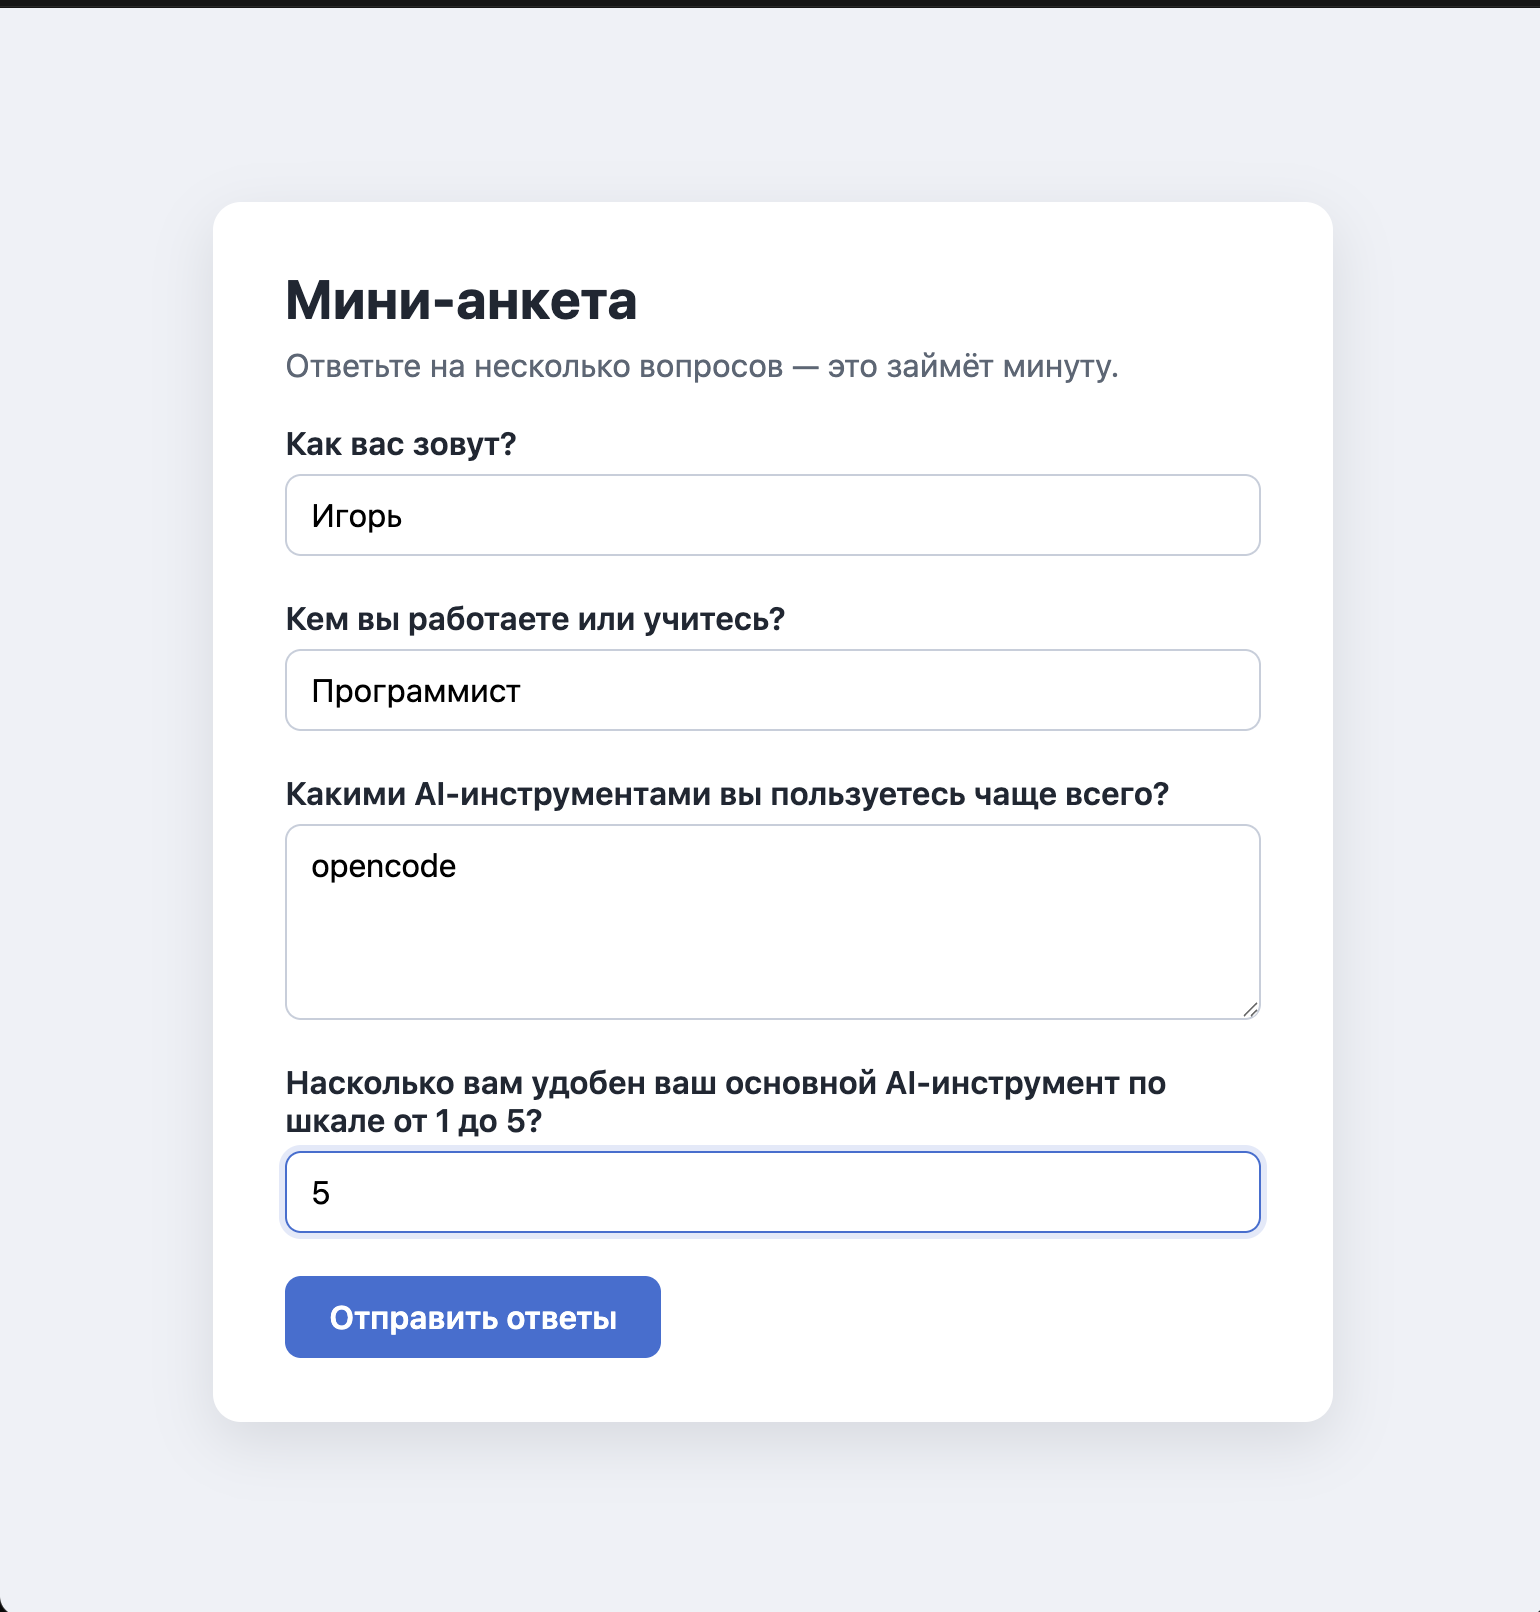 Мини-анкета
Ответьте на несколько вопросов — это займёт минуту.
Как вас зовут?
Игорь
Кем вы работаете или учитесь?
Программист
Какими AI-инструментами вы пользуетесь чаще всего?
opencode
Насколько вам удобен ваш основной AI-инструмент по
шкале от 1 до 5?
5
Отправить ответы